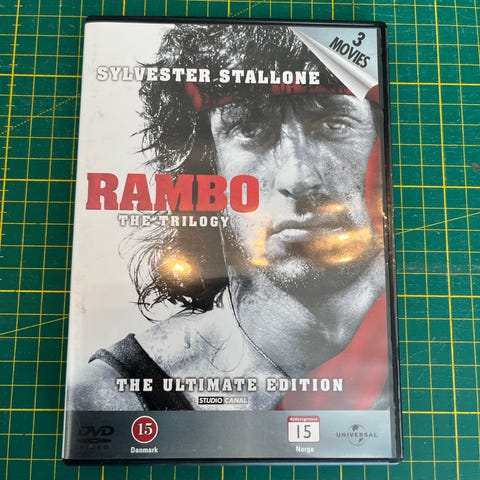 3
MOVIES
SYLVESTER STALLONE
RAMBO
THE TRILOGY
THE ULTIMATE EDITION
STUDIO CANAL
DVD
VIDEO
15
Danmark
Aldersgrense
15
Norge
UNIVERSAL